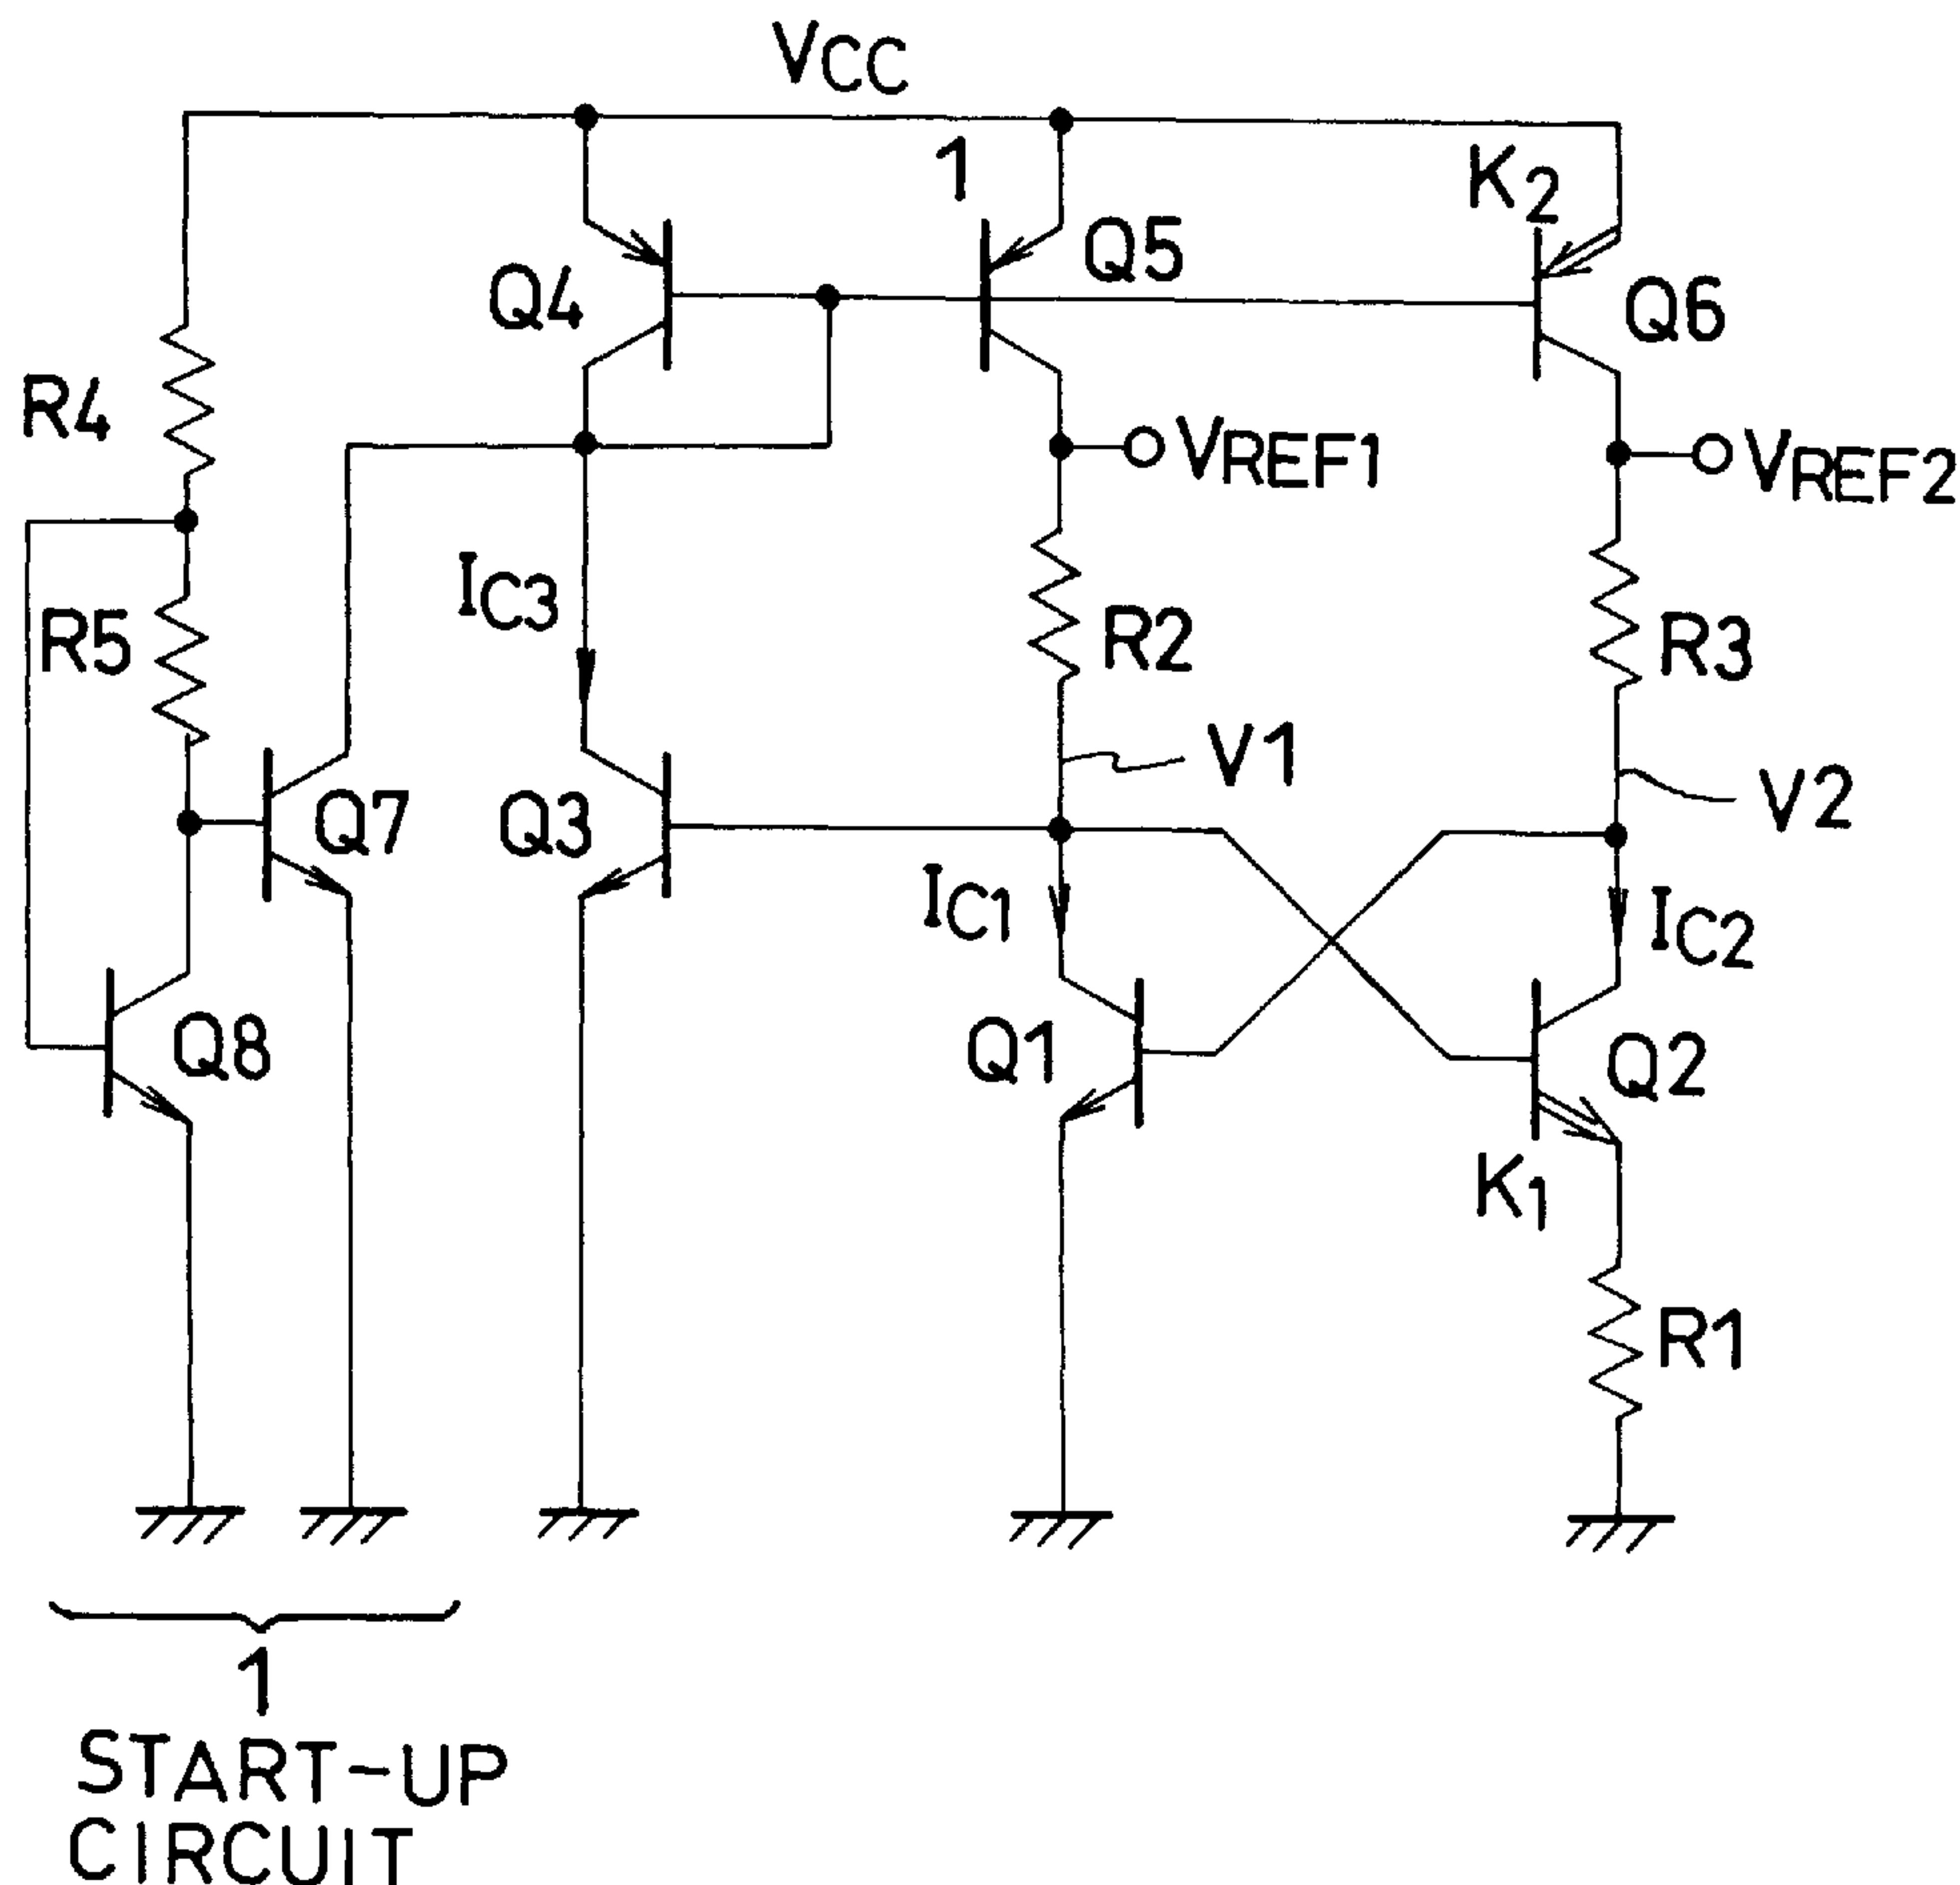 VCC
1
K2
Q4
Q5
Q6
R4
VREF1
VREF2
IC3
R5
R2
R3
V1
V2
Q7
Q3
IC1
IC2
Q8
Q1
Q2
K1
R1
1
START-UP
CIRCUIT